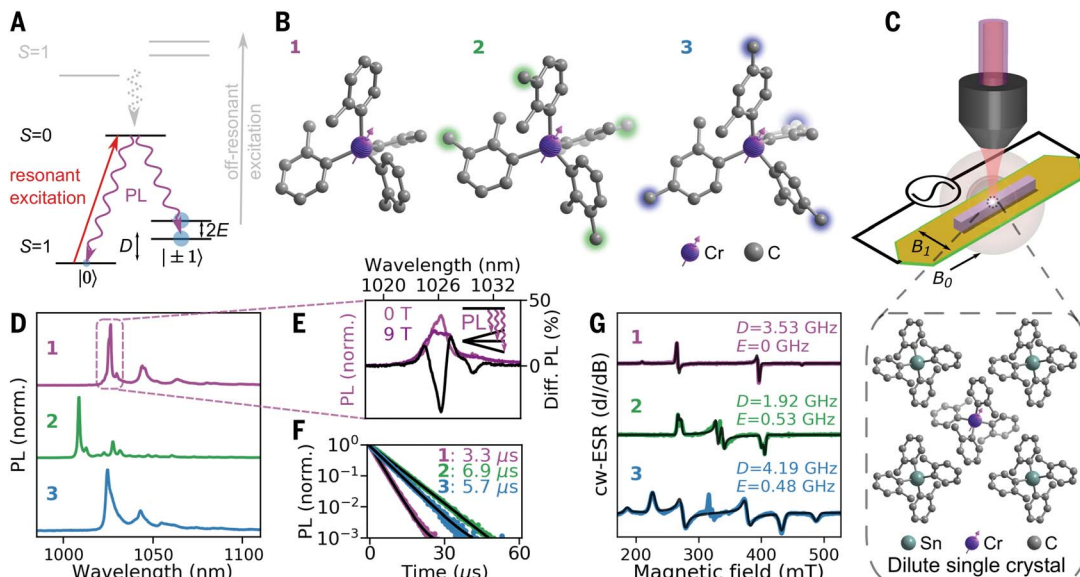 A
S=1
S=0
resonant
excitation
PL
off-resonant
excitation
2E
D
S=1
|0⟩
|±1⟩
B
1
2
3
Cr
C
C
B1
B0
Sn
Cr
C
Dilute single crystal
D
1
2
3
PL (norm.)
1000 1050 1100
Wavelength (nm)
E
Wavelength (nm)
1020 1026 1032
0 T
9 T
PL
PL (norm.)
50
0
Diff. PL (%)
F
1: 3.3 μs
2: 6.9 μs
3: 5.7 μs
PL (norm.)
10⁰
10⁻¹
10⁻²
10⁻³
0 30 60
Time (μs)
G
1
D=3.53 GHz
E=0 GHz
2
D=1.92 GHz
E=0.53 GHz
3
D=4.19 GHz
E=0.48 GHz
cw-ESR (dI/dB)
200 300 400 500
Magnetic field (mT)